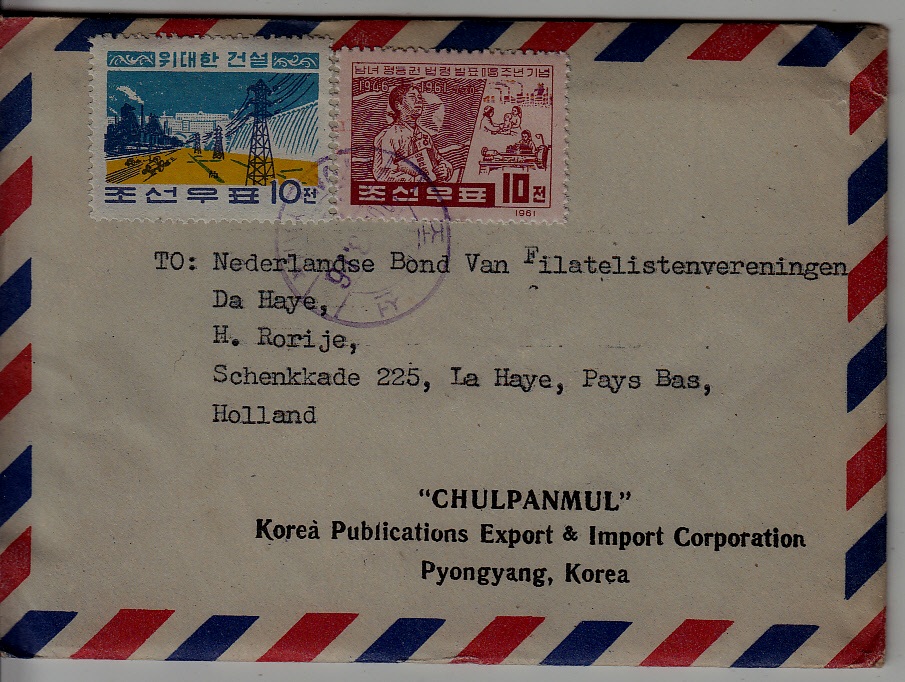 위대한 건설
조선우표 10전
남녀 평등권 법령 발표 15주년 기념
1946 1961
조선우표 10전
1961
TO: Nederlandse Bond Van Filatelistenvereningen
Da Haye,
H. Rorije,
Schenkkade 225, La Haye, Pays Bas,
Holland
"CHULPANMUL"
Korea Publications Export & Import Corporation
Pyongyang, Korea